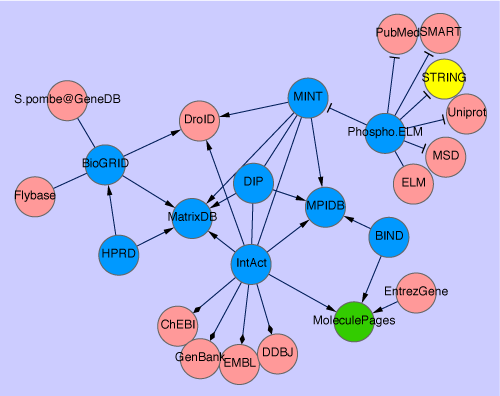 PubMed
SMART
STRING
MINT
S.pombe@GeneDB
Uniprot
DroID
Phospho.ELM
MSD
BioGRID
DIP
ELM
Flybase
MatrixDB
MPIDB
BIND
HPRD
IntAct
EntrezGene
ChEBI
MoleculePages
GenBank
EMBL
DDBJ